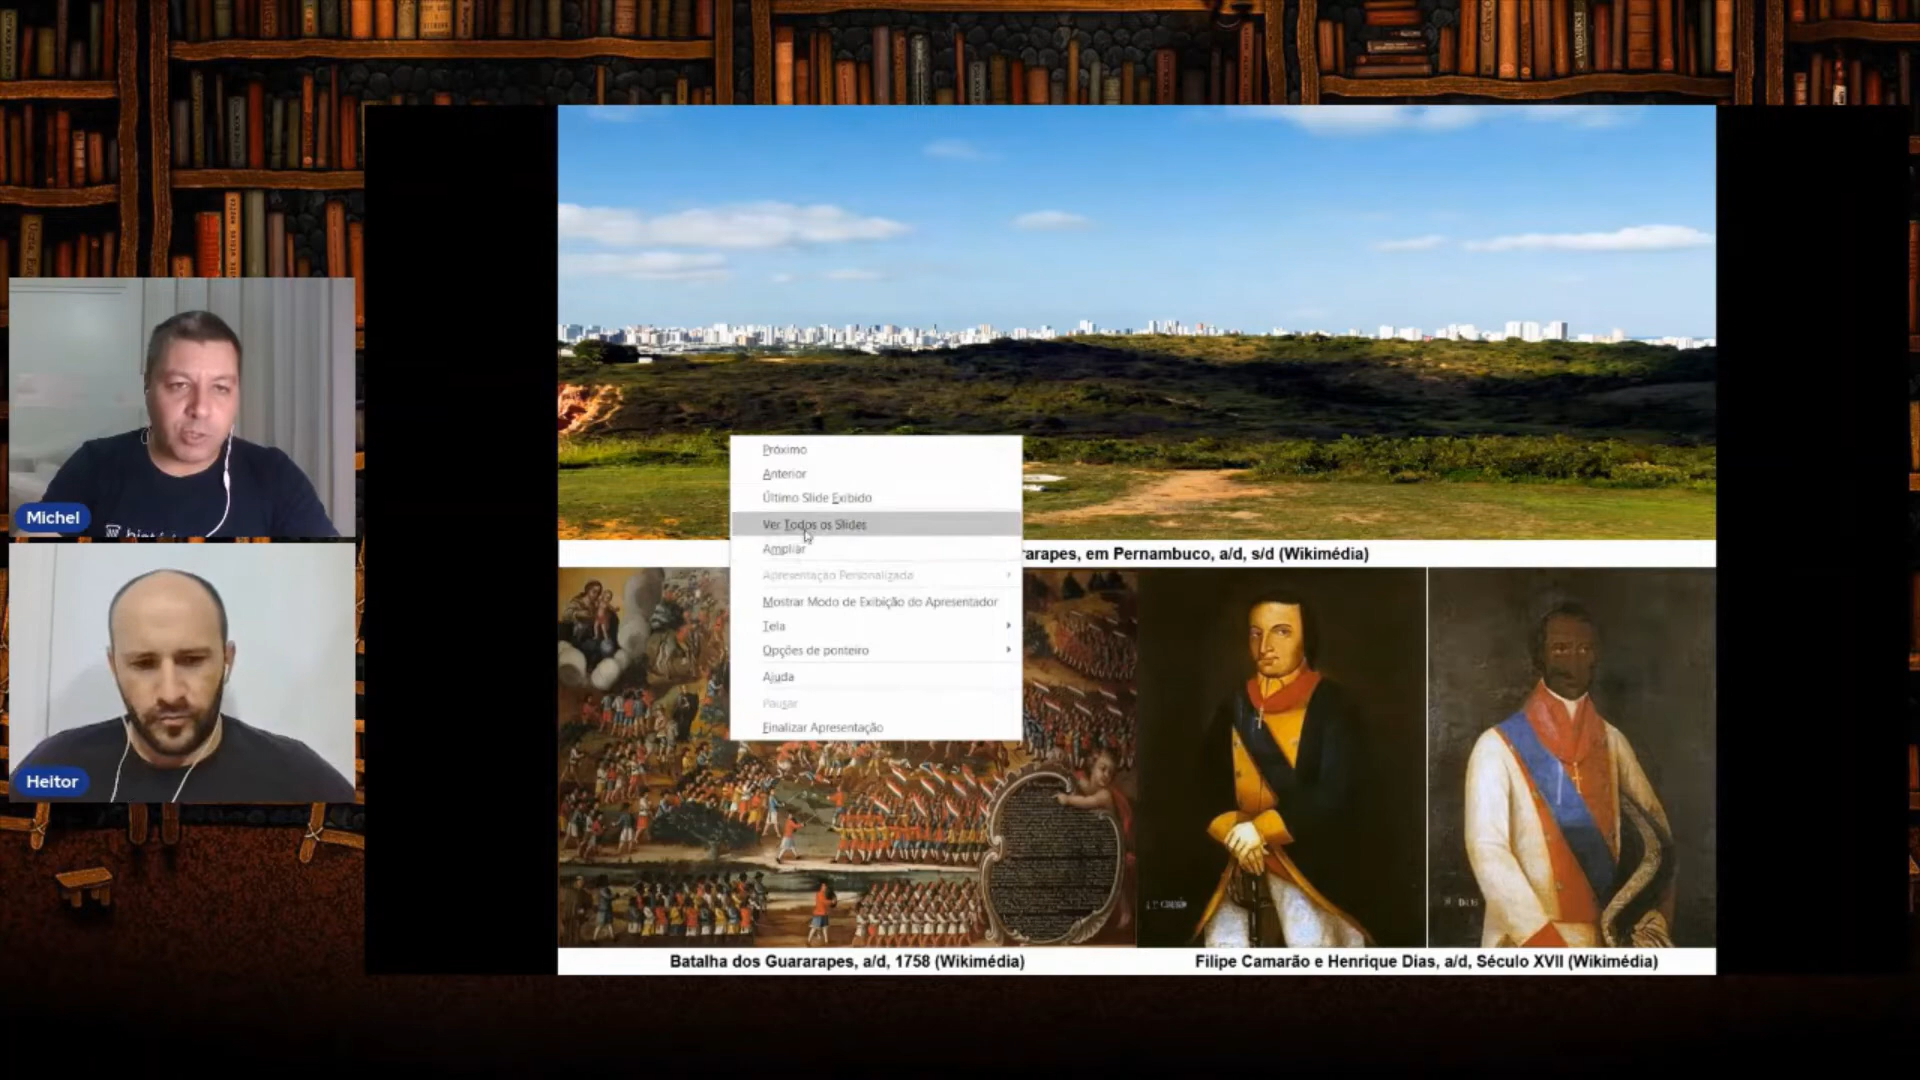 Próximo
Anterior
Último Slide Exibido
Ver Todos os Slides
Ampliar
Apresentação Personalizada
Mostrar Modo de Exibição do Apresentador
Tela
Opções de ponteiro
Ajuda
Pausar
Finalizar Apresentação
rarapes, em Pernambuco, a/d, s/d (Wikimédia)
Michel
Heitor
Batalha dos Guararapes, a/d, 1758 (Wikimédia)
Filipe Camarão e Henrique Dias, a/d, Século XVII (Wikimédia)